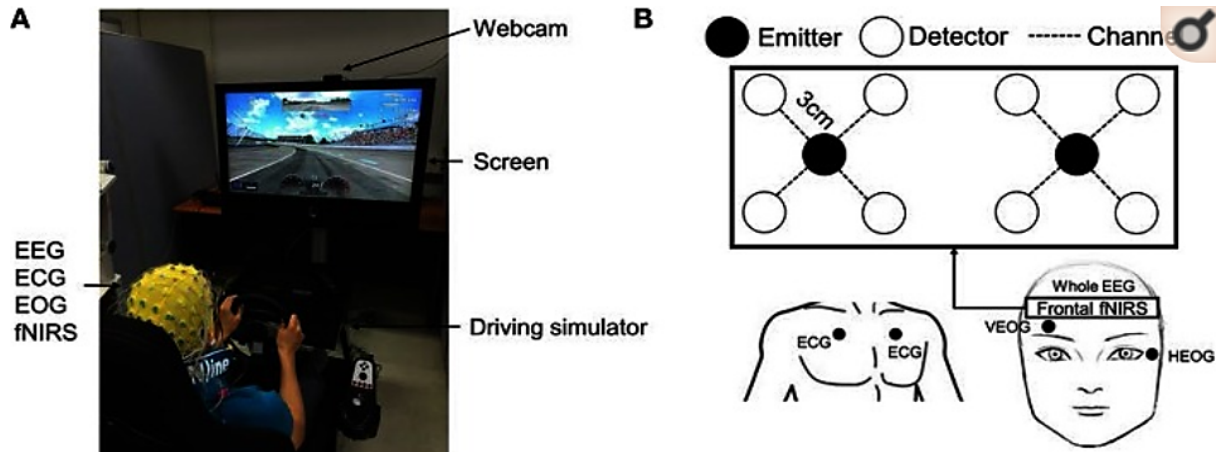 A
Webcam
Screen
EEG
ECG
EOG
fNIRS
Driving simulator
B
Emitter
Detector
3cm
Whole EEG
Frontal fNIRS
VEOG
HEOG
ECG
ECG